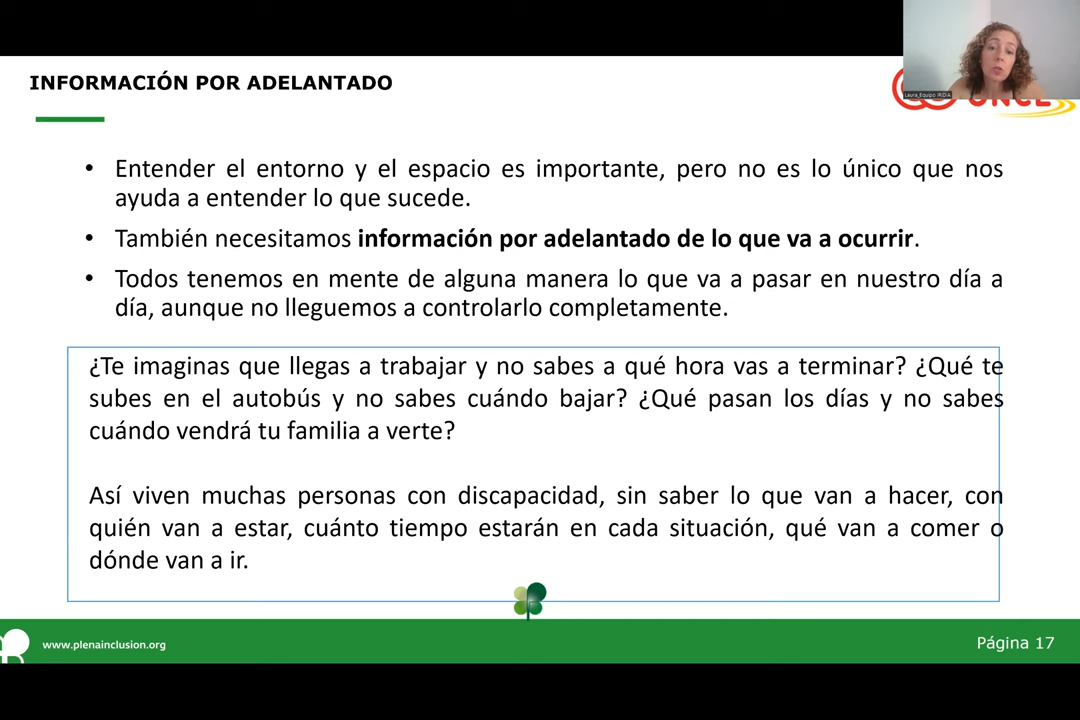 INFORMACIÓN POR ADELANTADO
Laura_Equipo IRIDIA
ONCE
• Entender el entorno y el espacio es importante, pero no es lo único que nos
ayuda a entender lo que sucede.
• También necesitamos información por adelantado de lo que va a ocurrir.
• Todos tenemos en mente de alguna manera lo que va a pasar en nuestro día a
día, aunque no lleguemos a controlarlo completamente.
¿Te imaginas que llegas a trabajar y no sabes a qué hora vas a terminar? ¿Qué te
subes en el autobús y no sabes cuándo bajar? ¿Qué pasan los días y no sabes
cuándo vendrá tu familia a verte?
Así viven muchas personas con discapacidad, sin saber lo que van a hacer, con
quién van a estar, cuánto tiempo estarán en cada situación, qué van a comer o
dónde van a ir.
www.plenainclusion.org
Página 17